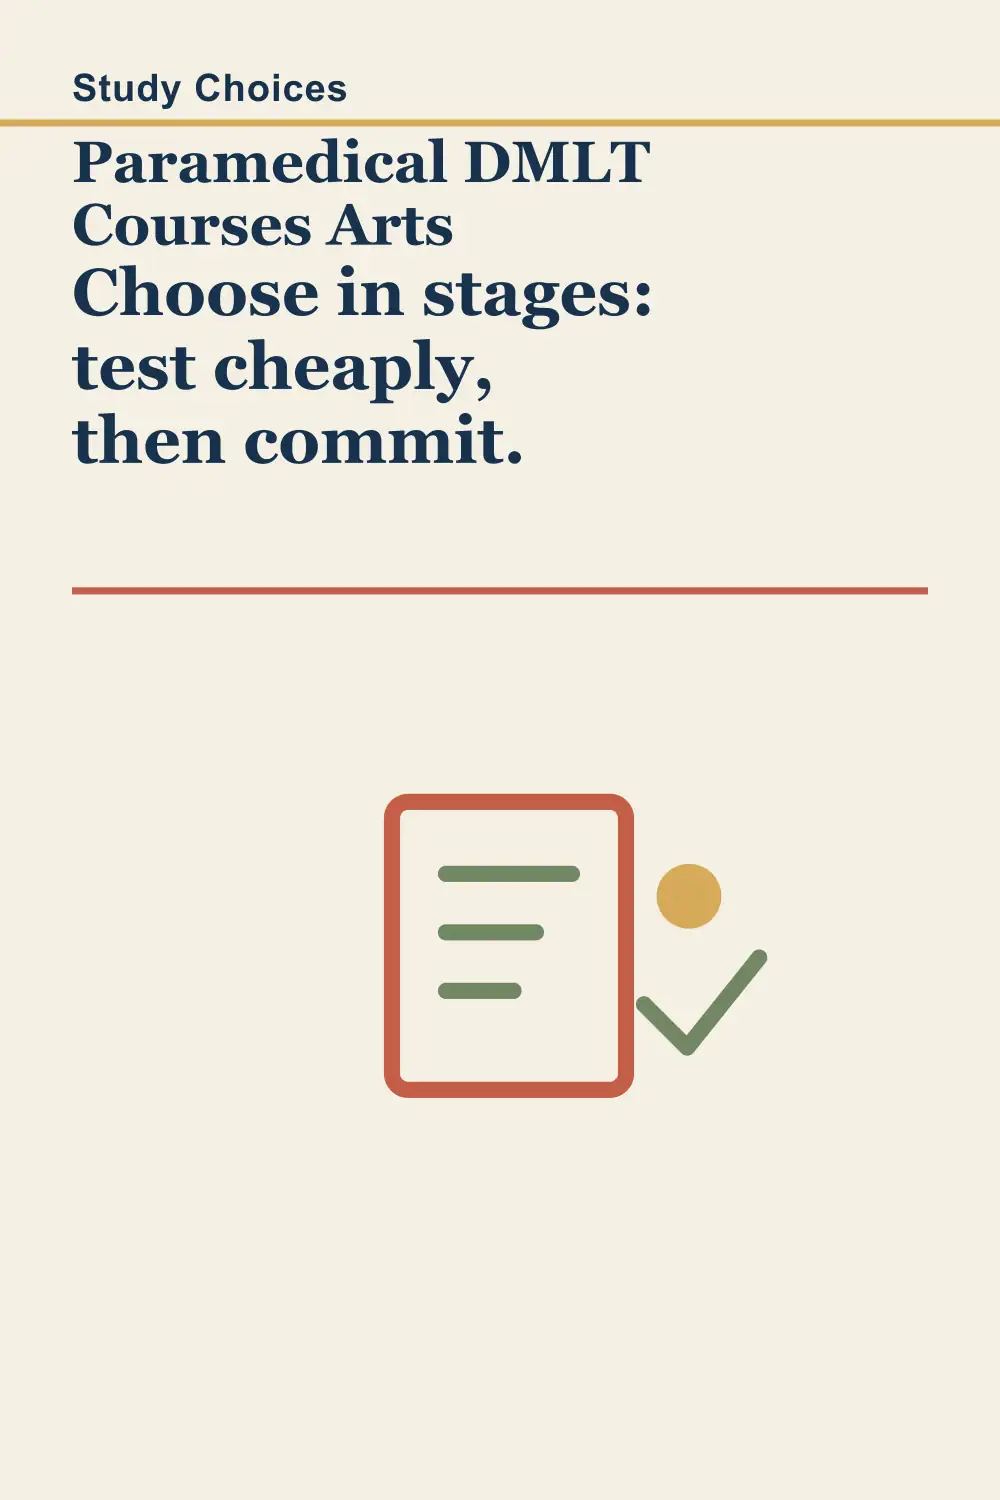 Study Choices
Paramedical DMLT
Courses Arts
Choose in stages:
test cheaply,
then commit.